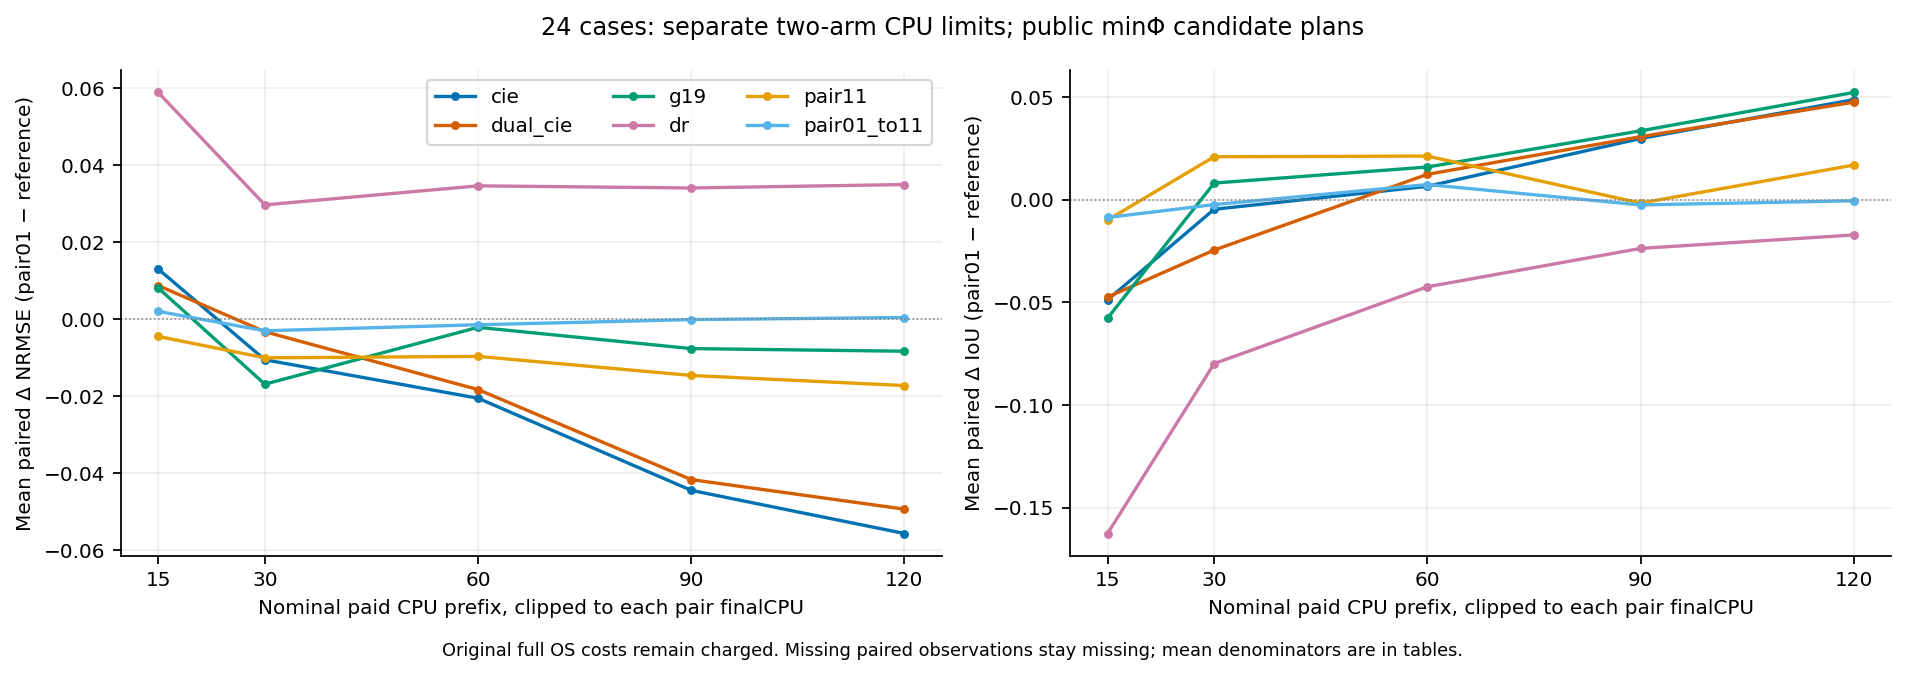 24 cases: separate two-arm CPU limits; public minΦ candidate plans
Mean paired Δ NRMSE (pair01 − reference)
0.06
0.04
0.02
0.00
−0.02
−0.04
−0.06
cie
dual_cie
g19
dr
pair11
pair01_to11
15
30
60
90
120
Nominal paid CPU prefix, clipped to each pair finalCPU
Mean paired Δ IoU (pair01 − reference)
0.05
0.00
−0.05
−0.10
−0.15
15
30
60
90
120
Nominal paid CPU prefix, clipped to each pair finalCPU
Original full OS costs remain charged. Missing paired observations stay missing; mean denominators are in tables.